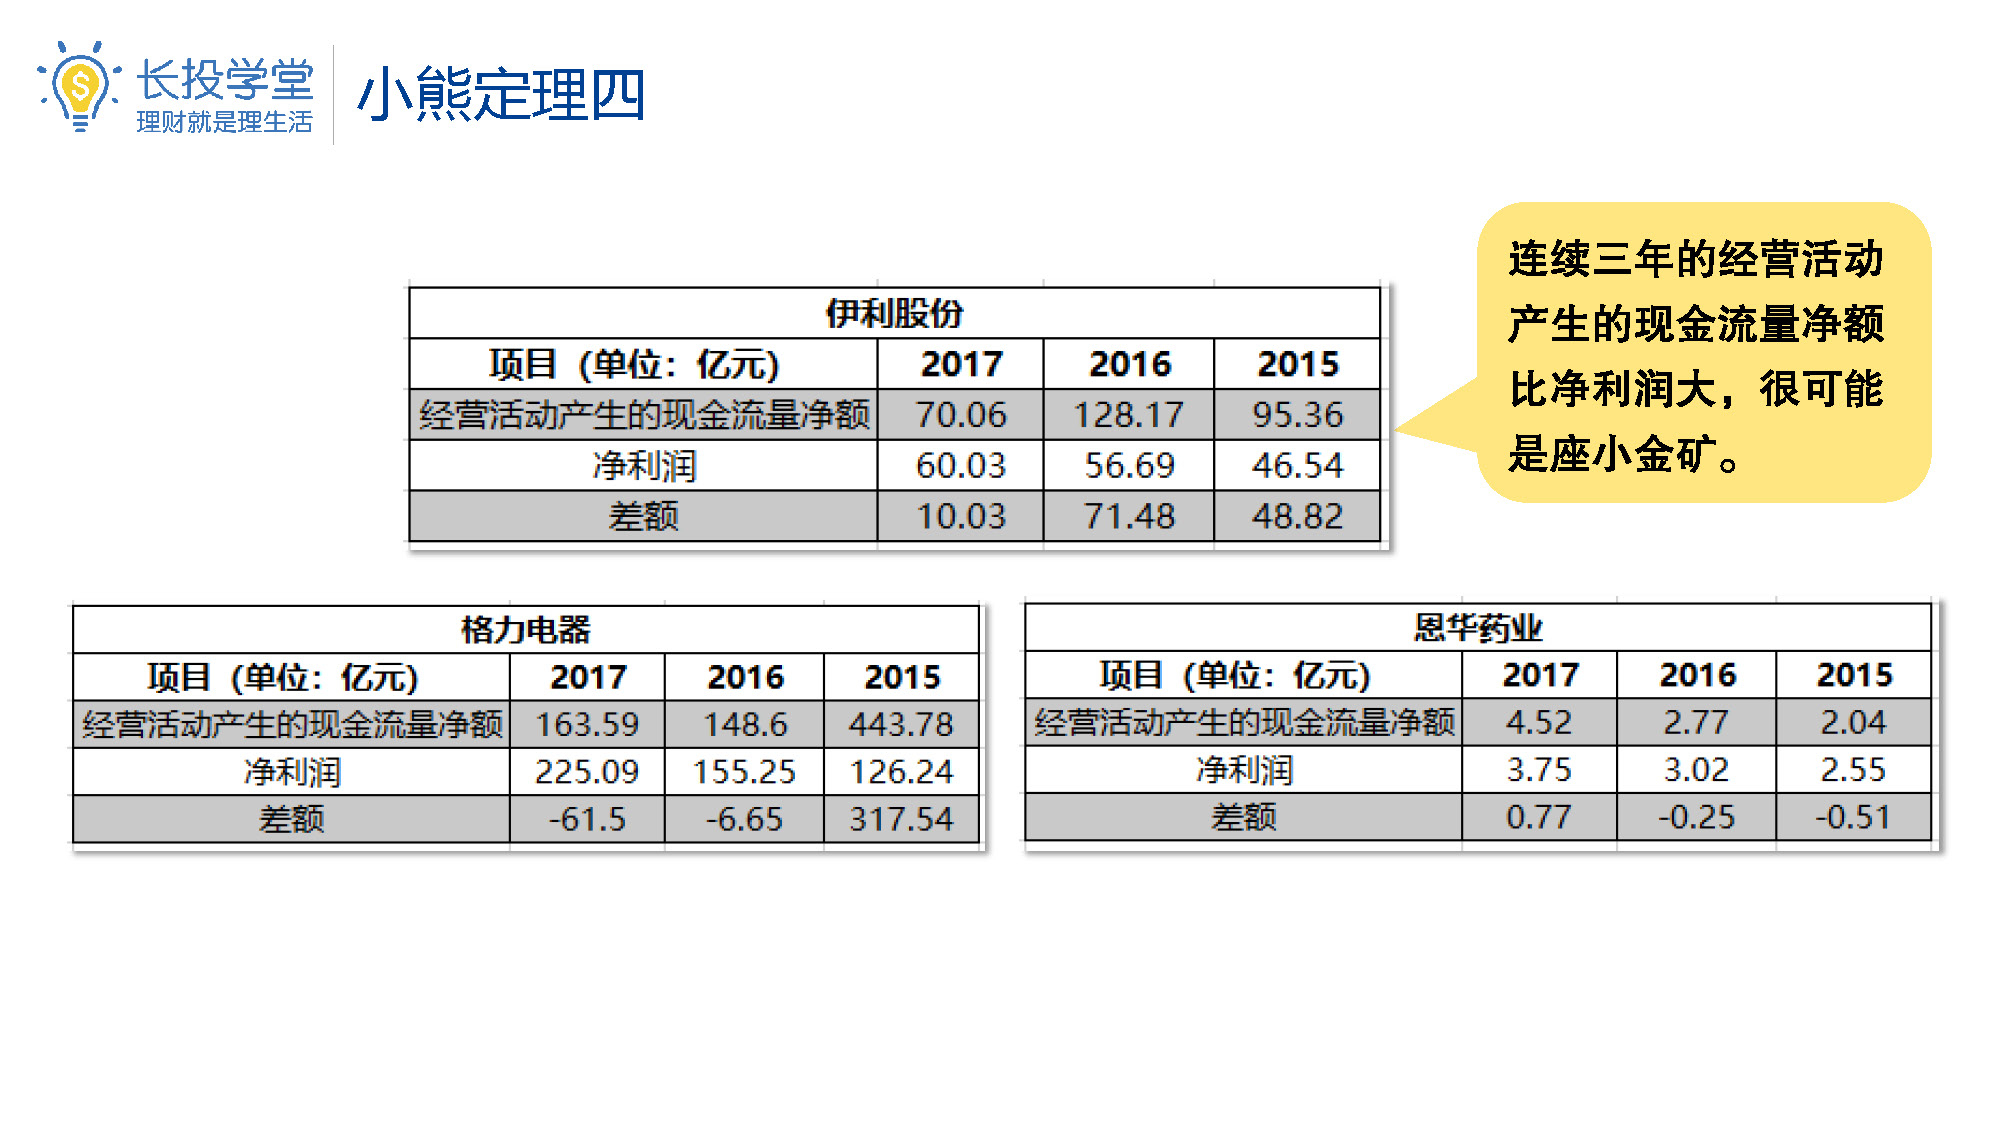 长投学堂
理财就是理生活
小熊定理四
连续三年的经营活动
产生的现金流量净额
比净利润大，很可能
是座小金矿。
伊利股份
项目（单位：亿元） 2017 2016 2015
经营活动产生的现金流量净额 70.06 128.17 95.36
净利润 60.03 56.69 46.54
差额 10.03 71.48 48.82
格力电器
项目（单位：亿元） 2017 2016 2015
经营活动产生的现金流量净额 163.59 148.6 443.78
净利润 225.09 155.25 126.24
差额 -61.5 -6.65 317.54
恩华药业
项目（单位：亿元） 2017 2016 2015
经营活动产生的现金流量净额 4.52 2.77 2.04
净利润 3.75 3.02 2.55
差额 0.77 -0.25 -0.51